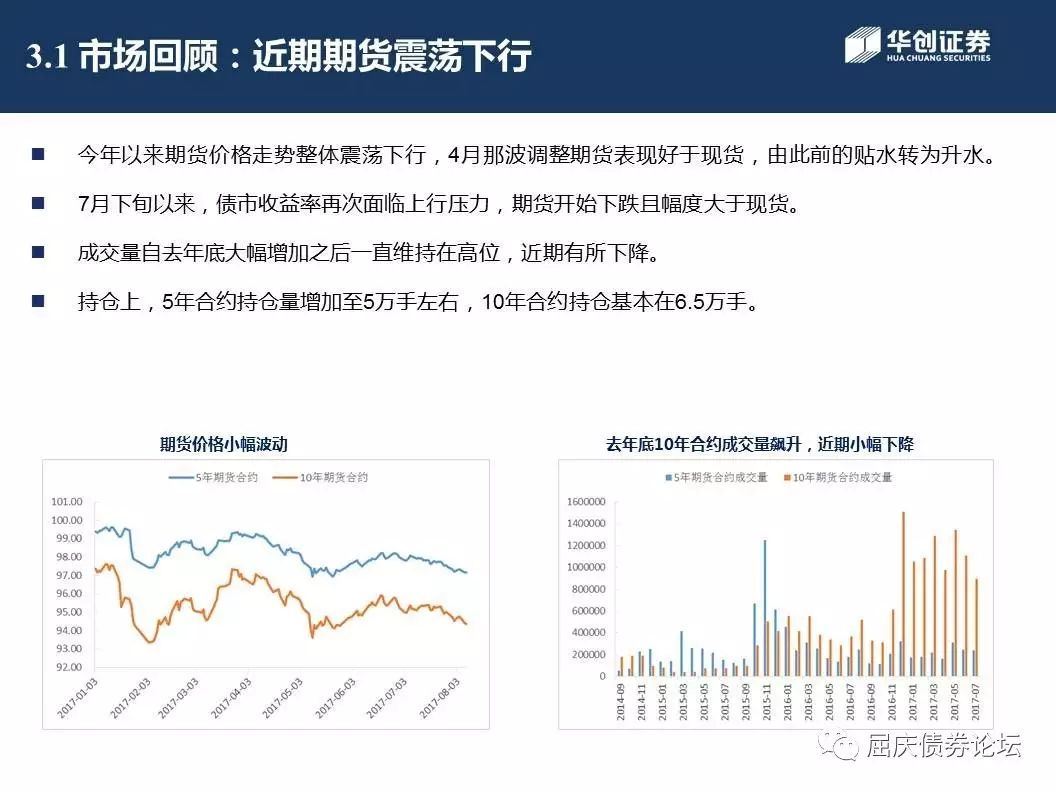 3.1 市场回顾：近期期货震荡下行
华创证券
HUA CHUANG SECURITIES
今年以来期货价格走势整体震荡下行，4月那波调整期货表现好于现货，由此前的贴水转为升水。
7月下旬以来，债市收益率再次面临上行压力，期货开始下跌且幅度大于现货。
成交量自去年底大幅增加之后一直维持在高位，近期有所下降。
持仓上，5年合约持仓量增加至5万手左右，10年合约持仓基本在6.5万手。
期货价格小幅波动
5年期货合约 10年期货合约
101.00
100.00
99.00
98.00
97.00
96.00
95.00
94.00
93.00
92.00
2017-01-03 2017-02-03 2017-03-03 2017-04-03 2017-05-03 2017-06-03 2017-07-03 2017-08-03
去年底10年合约成交量飙升，近期小幅下降
5年期货合约成交量 10年期货合约成交量
1600000
1400000
1200000
1000000
800000
600000
400000
200000
0
2014-09 2014-11 2015-01 2015-03 2015-05 2015-07 2015-09 2015-11 2016-01 2016-03 2016-05 2016-07 2016-09 2016-11 2017-01 2017-03 2017-05 2017-07
屈庆债券论坛